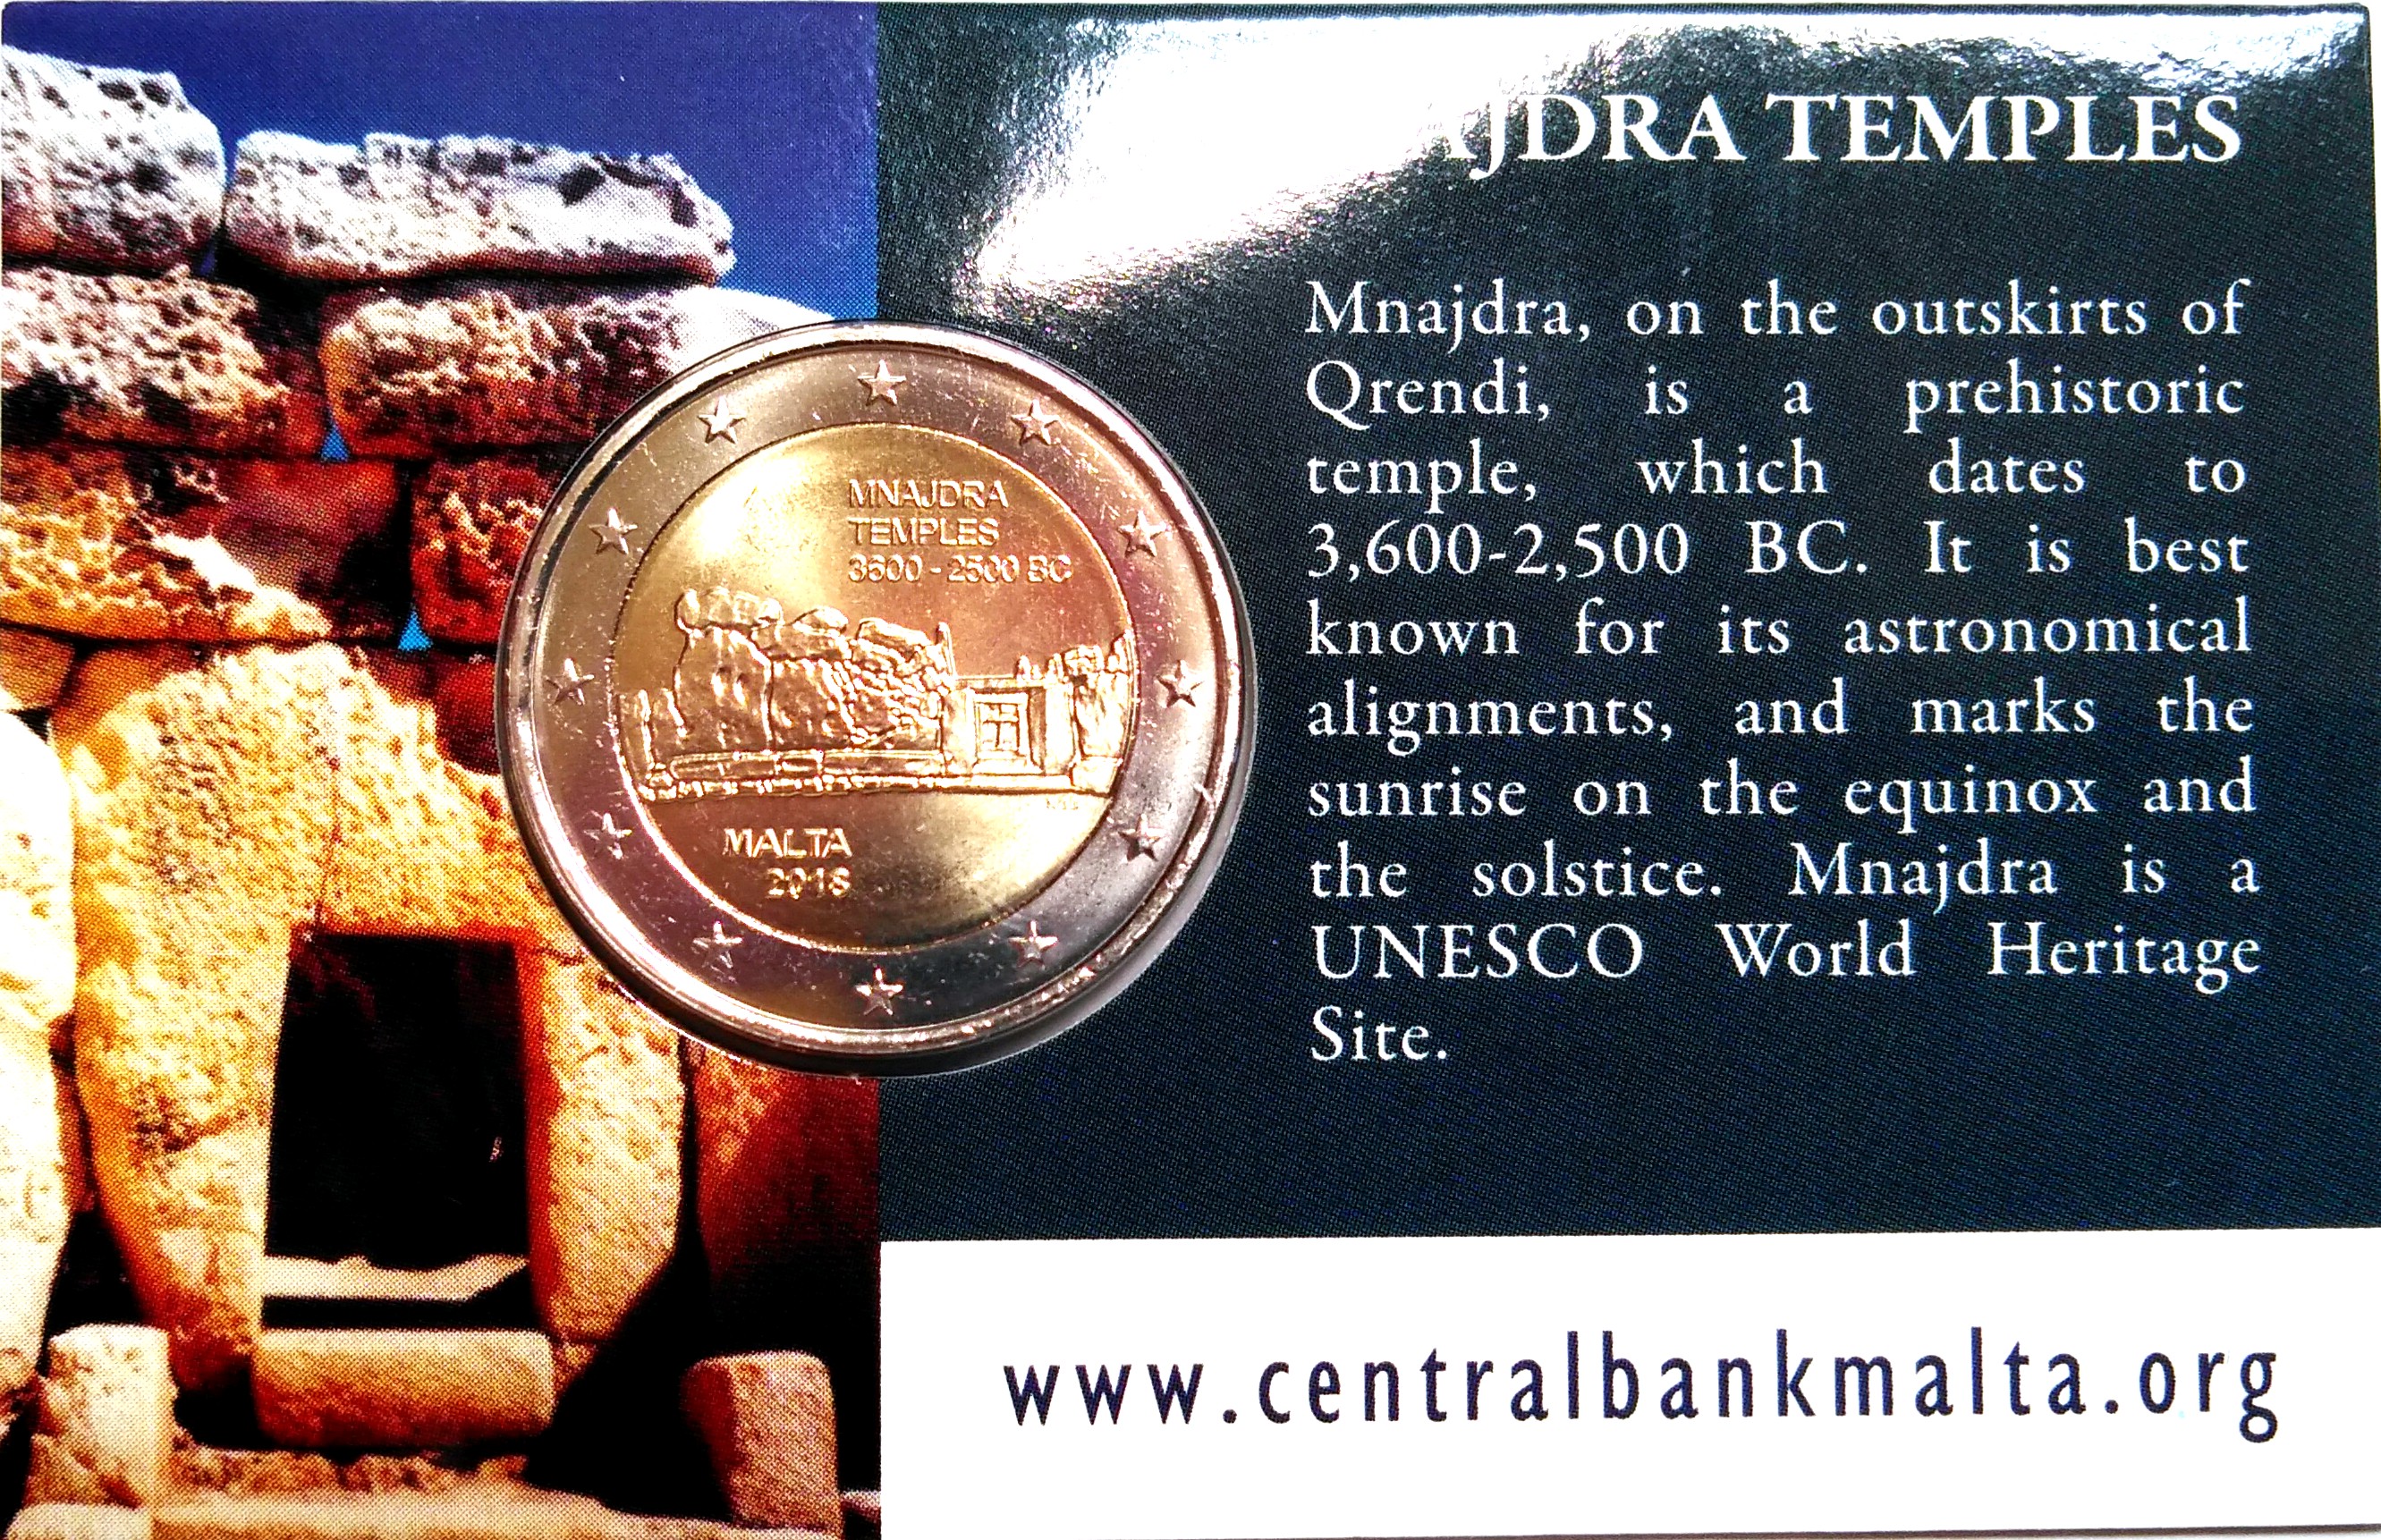 TEMPLES
Mnajdra, on the outskirts of
Qrendi, is a prehistoric
temple, which dates to
3,600-2,500 BC. It is best
known for its astronomical
alignments, and marks the
sunrise on the equinox and
the solstice. Mnajdra is a
UNESCO World Heritage
Site.
MNAJDRA
TEMPLES
3600 - 2500 BC
MALTA
2018
www.centralbankmalta.org